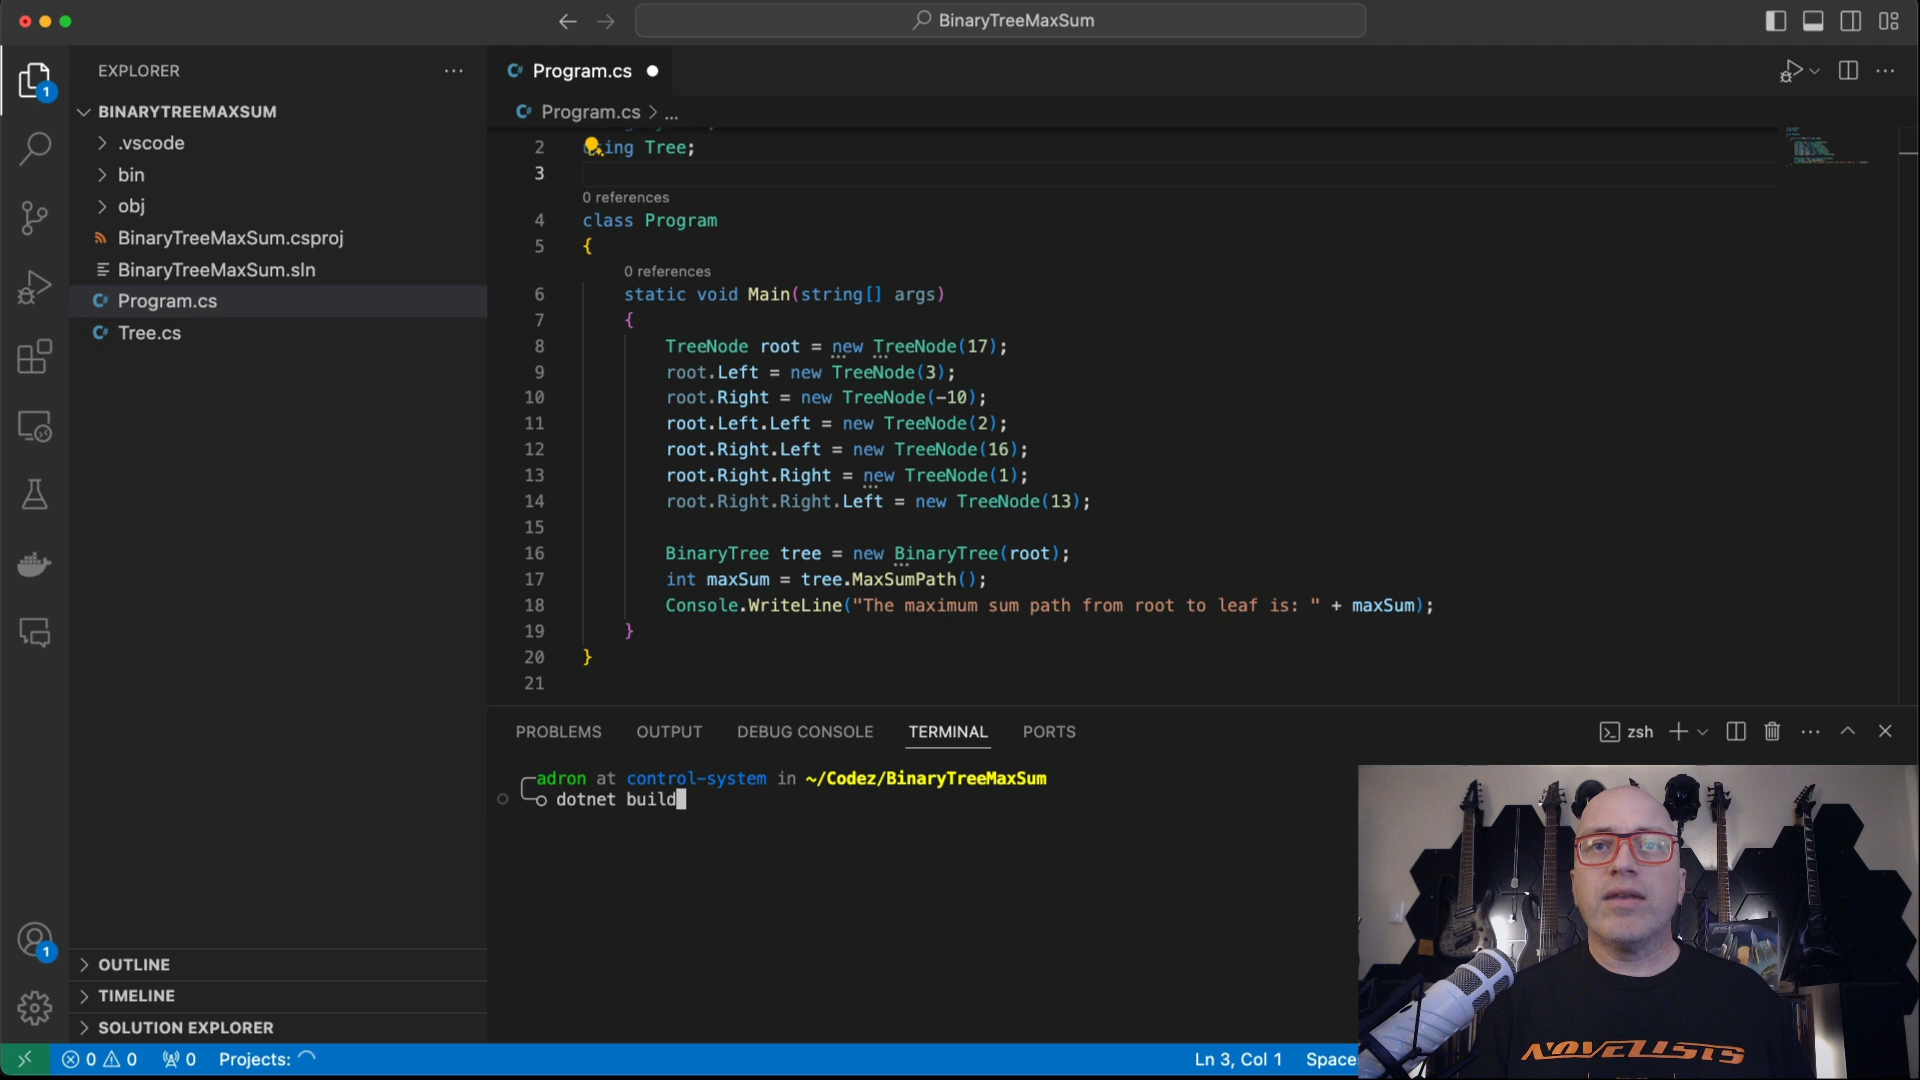 BinaryTreeMaxSum
EXPLORER
1
BINARYTREEMAXSUM
.vscode
bin
obj
BinaryTreeMaxSum.csproj
BinaryTreeMaxSum.sln
C# Program.cs
C# Tree.cs
C# Program.cs
C# Program.cs > ...
2 using Tree;
3
0 references
4 class Program
5 {
0 references
6 static void Main(string[] args)
7 {
8 TreeNode root = new TreeNode(17);
9 root.Left = new TreeNode(3);
10 root.Right = new TreeNode(-10);
11 root.Left.Left = new TreeNode(2);
12 root.Right.Left = new TreeNode(16);
13 root.Right.Right = new TreeNode(1);
14 root.Right.Right.Left = new TreeNode(13);
15
16 BinaryTree tree = new BinaryTree(root);
17 int maxSum = tree.MaxSumPath();
18 Console.WriteLine("The maximum sum path from root to leaf is: " + maxSum);
19 }
20 }
21
PROBLEMS OUTPUT DEBUG CONSOLE TERMINAL PORTS
zsh
adron at control-system in ~/Codez/BinaryTreeMaxSum
dotnet build
1
OUTLINE
TIMELINE
SOLUTION EXPLORER
0 0 0 Projects:
Ln 3, Col 1 Space
NOVELISTS